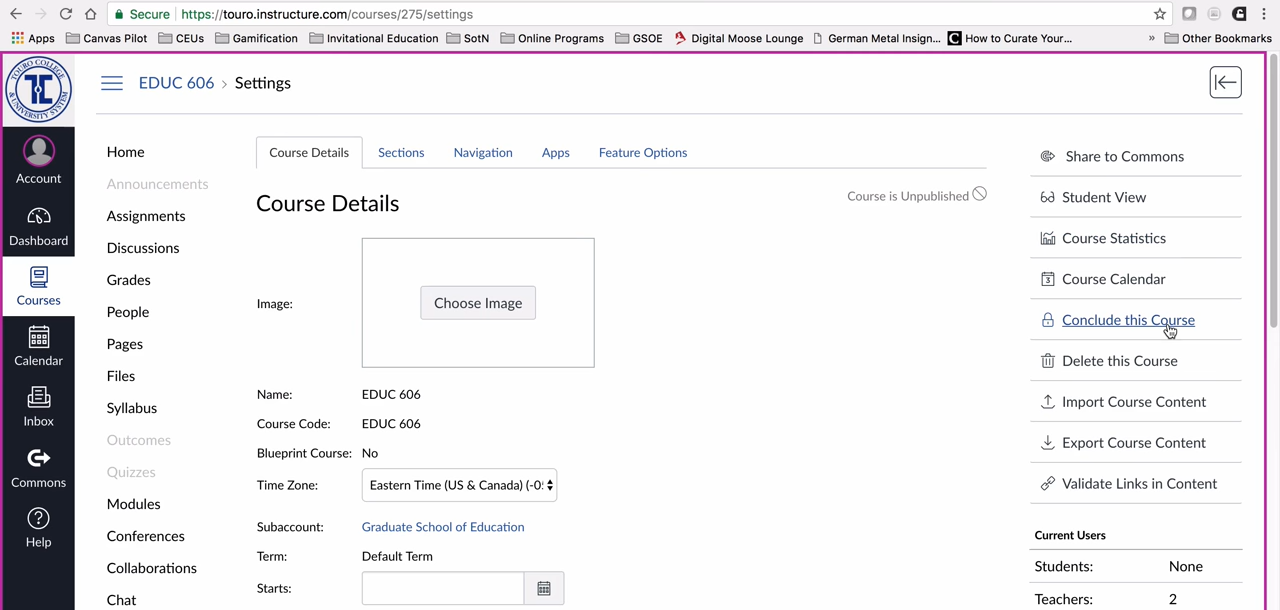 Secure https://touro.instructure.com/courses/275/settings
Apps Canvas Pilot CEUs Gamification Invitational Education SotN Online Programs GSOE Digital Moose Lounge German Metal Insign... C How to Curate Your... » Other Bookmarks
TOURO COLLEGE & UNIVERSITY SYSTEM
EDUC 606 › Settings
Account
Dashboard
Courses
Calendar
Inbox
Commons
Help
Home
Announcements
Assignments
Discussions
Grades
People
Pages
Files
Syllabus
Outcomes
Quizzes
Modules
Conferences
Collaborations
Chat
Course Details Sections Navigation Apps Feature Options
Course Details
Course is Unpublished
Image: Choose Image
Name: EDUC 606
Course Code: EDUC 606
Blueprint Course: No
Time Zone: Eastern Time (US & Canada) (-05
Subaccount: Graduate School of Education
Term: Default Term
Starts:
Share to Commons
Student View
Course Statistics
Course Calendar
Conclude this Course
Delete this Course
Import Course Content
Export Course Content
Validate Links in Content
Current Users
Students: None
Teachers: 2